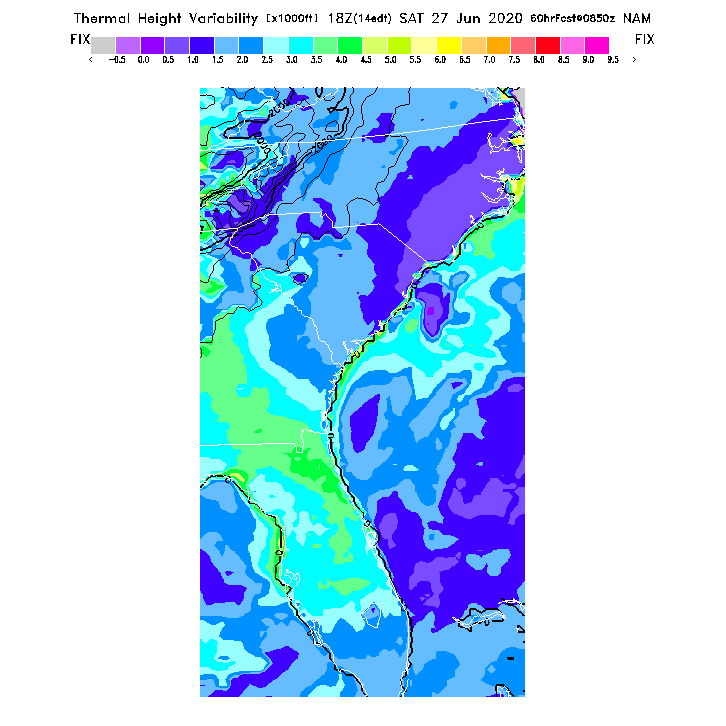 Thermal Height Variability [x1000ft] 18Z(14edt) SAT 27 Jun 2020 60hrFcst@0850z NAM
FIX FIX
< -0.5 0.0 0.5 1.0 1.5 2.0 2.5 3.0 3.5 4.0 4.5 5.0 5.5 6.0 6.5 7.0 7.5 8.0 8.5 9.0 9.5 >